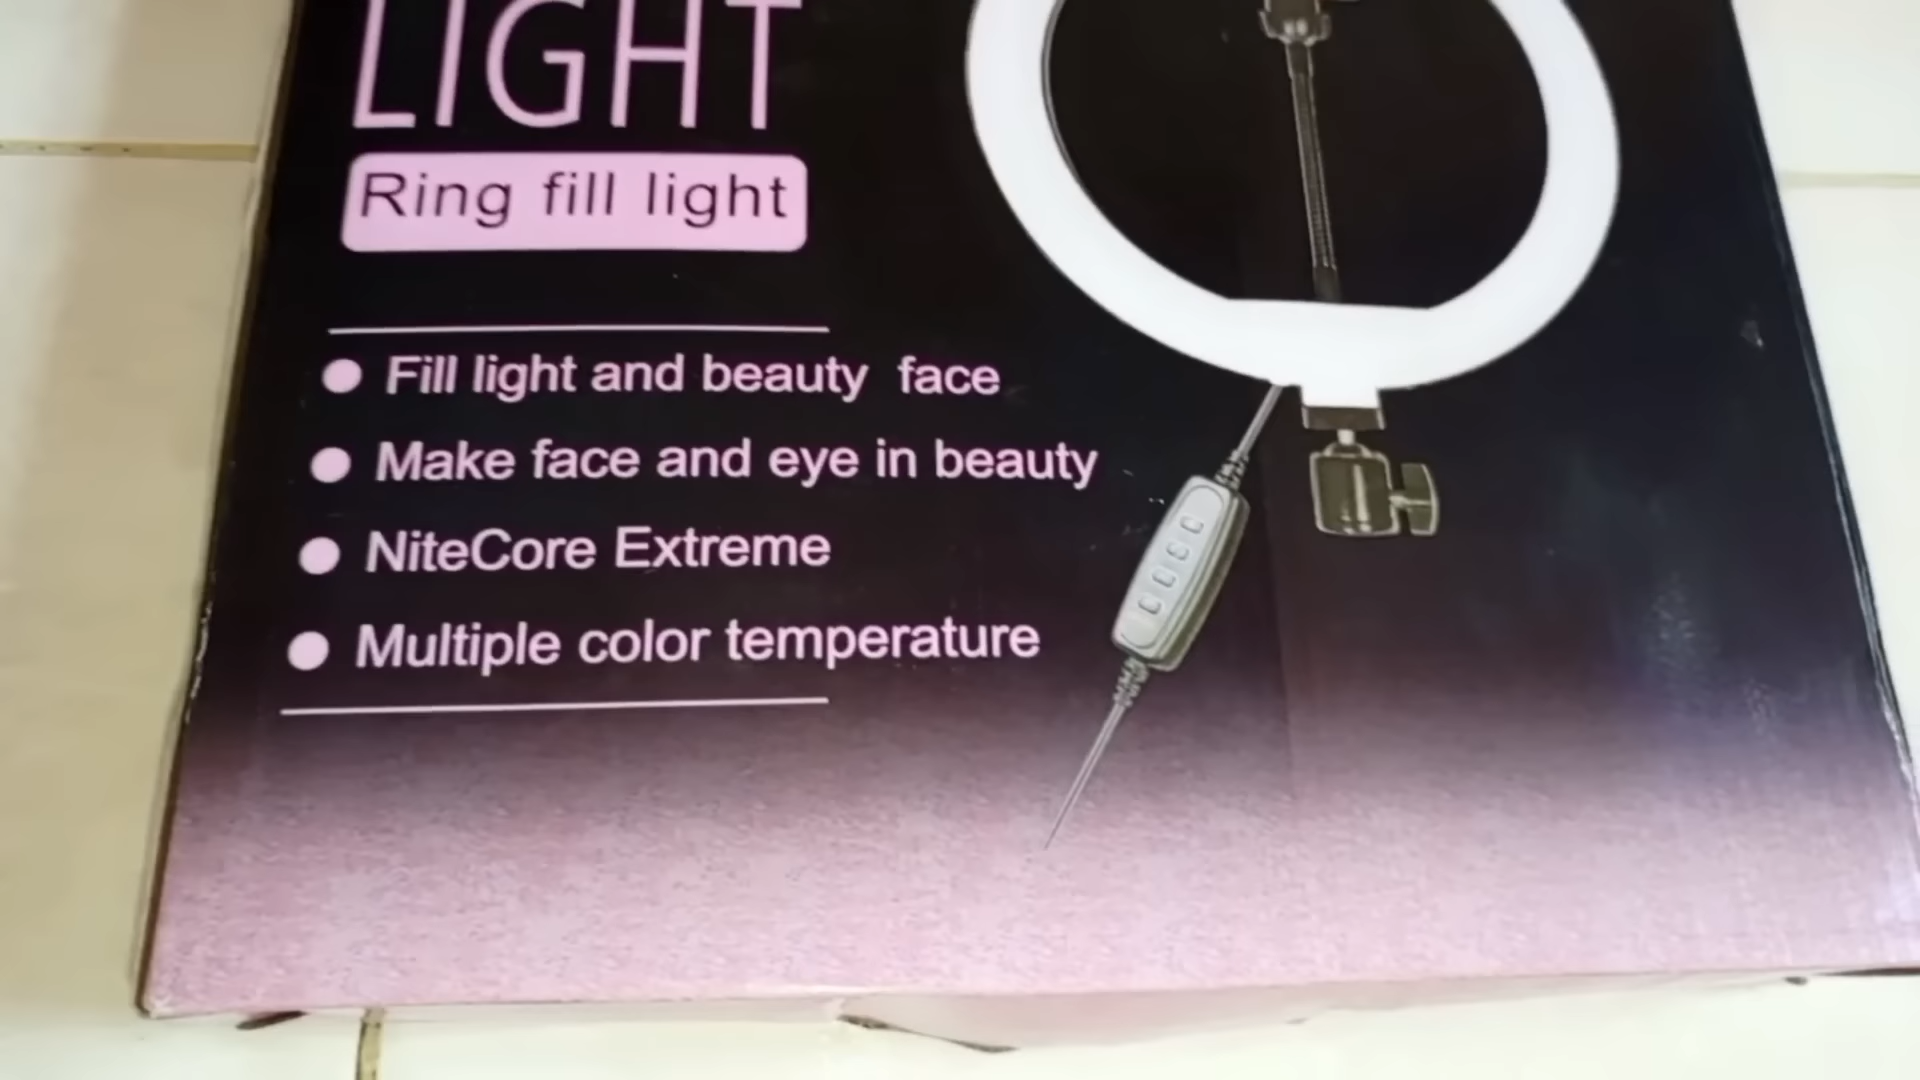 LIGHT
Ring fill light
Fill light and beauty face
Make face and eye in beauty
NiteCore Extreme
Multiple color temperature